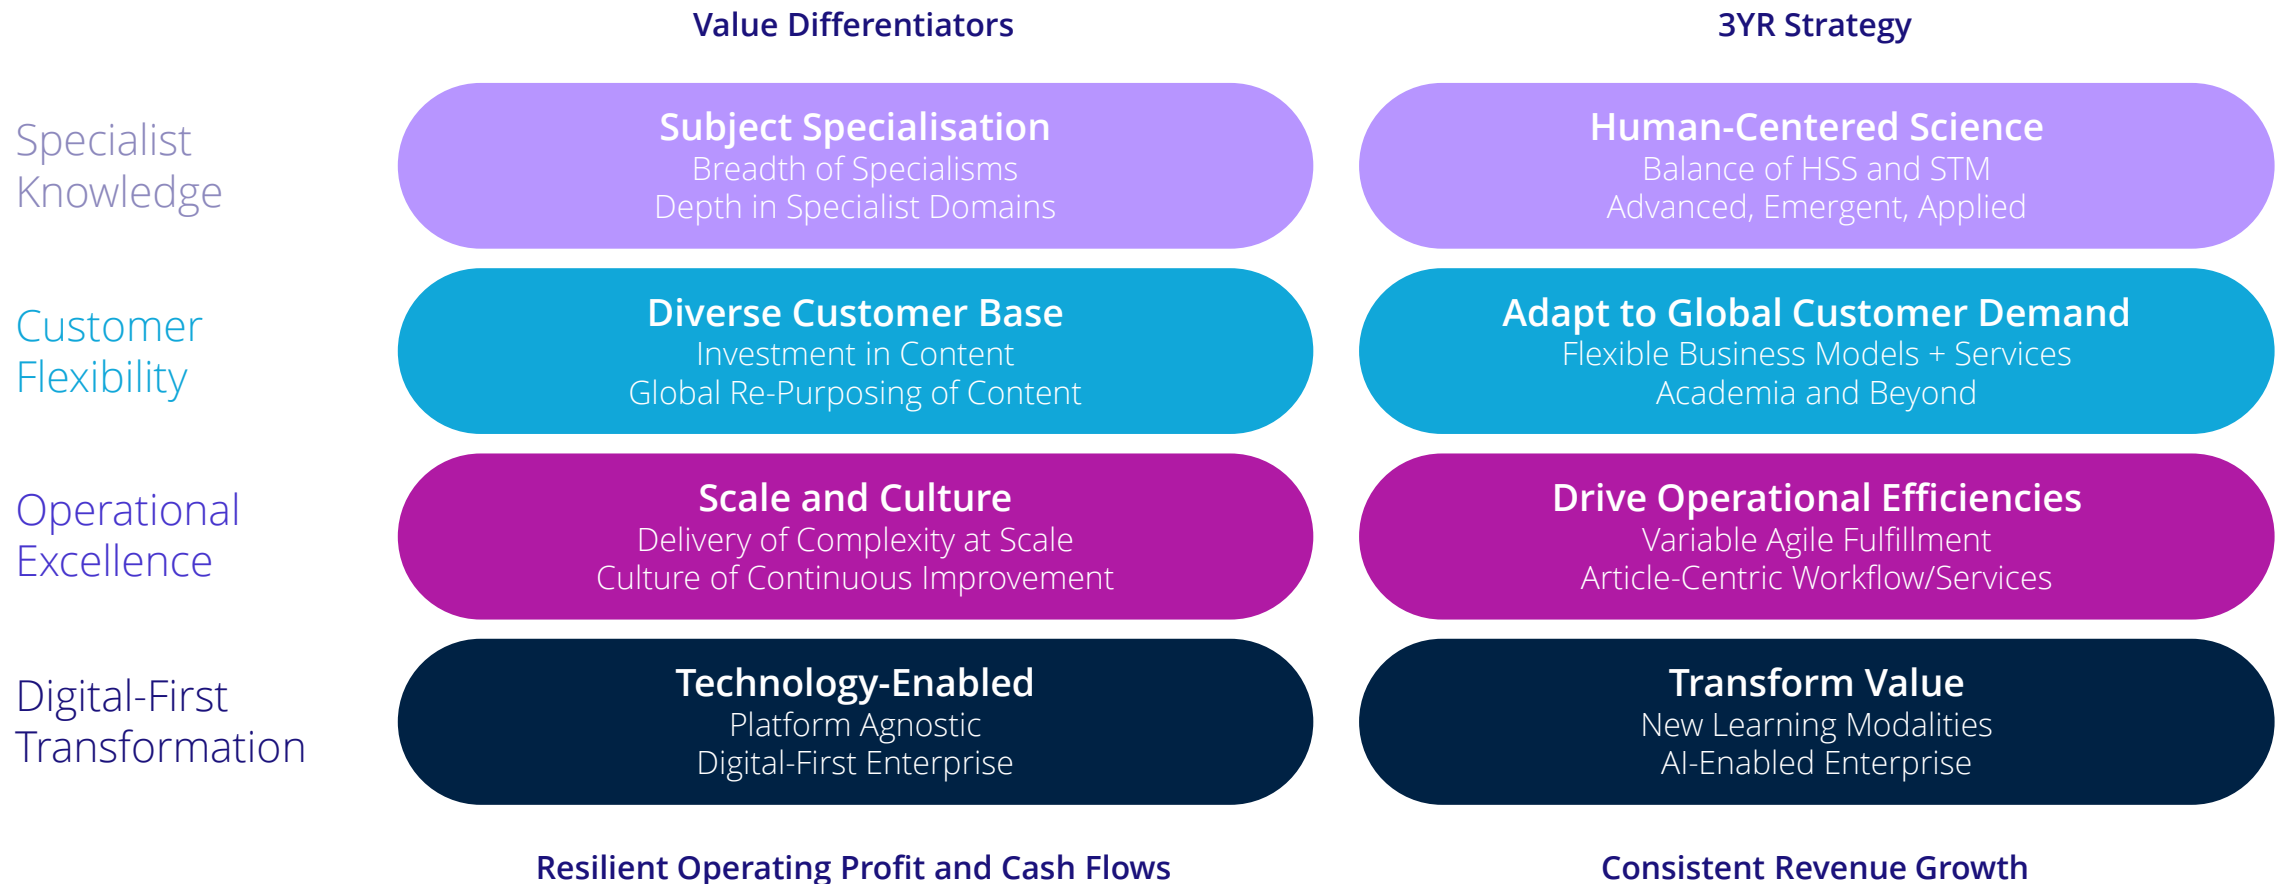 Value Differentiators
3YR Strategy
Specialist
Knowledge
Subject Specialisation
Breadth of Specialisms
Depth in Specialist Domains
Human-Centered Science
Balance of HSS and STM
Advanced, Emergent, Applied
Customer
Flexibility
Diverse Customer Base
Investment in Content
Global Re-Purposing of Content
Adapt to Global Customer Demand
Flexible Business Models + Services
Academia and Beyond
Operational
Excellence
Scale and Culture
Delivery of Complexity at Scale
Culture of Continuous Improvement
Drive Operational Efficiencies
Variable Agile Fulfillment
Article-Centric Workflow/Services
Digital-First
Transformation
Technology-Enabled
Platform Agnostic
Digital-First Enterprise
Transform Value
New Learning Modalities
AI-Enabled Enterprise
Resilient Operating Profit and Cash Flows
Consistent Revenue Growth